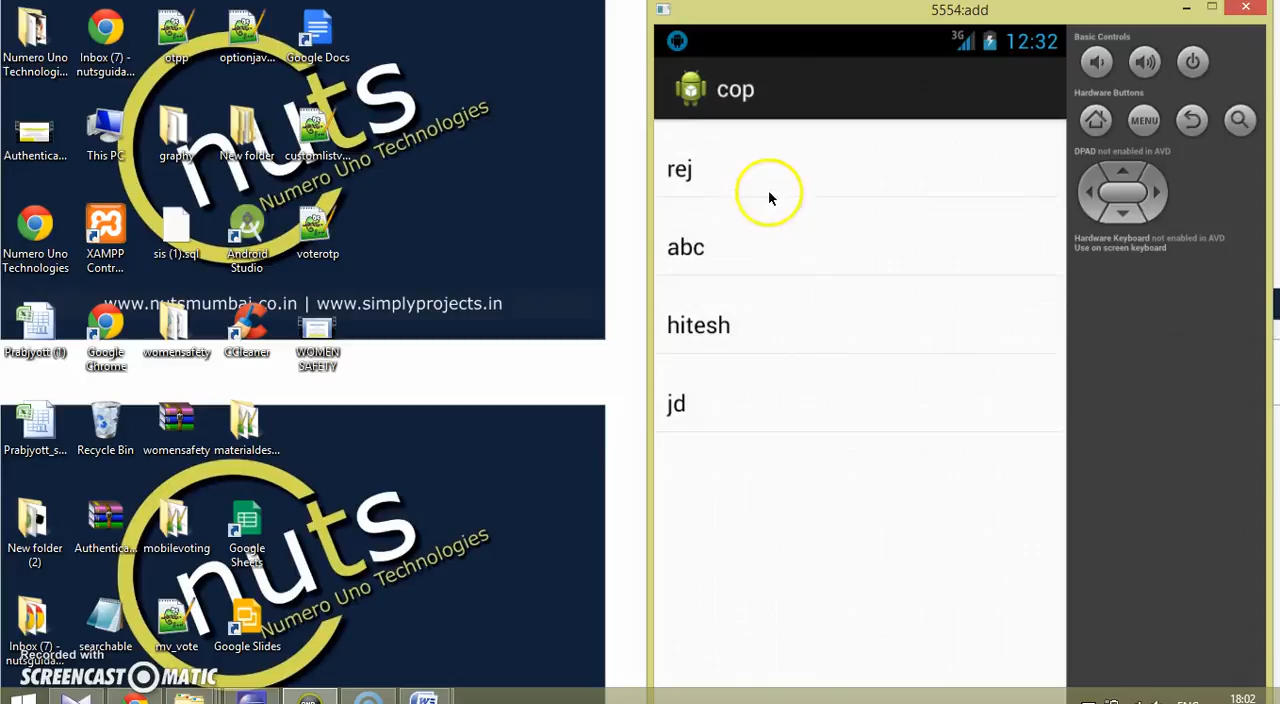 Numero Uno Technologi...
Inbox (7) - nutsguida...
otpp
optionjav...
Google Docs
nuts
Numero Uno Technologies
Authentica...
This PC
graphy
New folder
customlistv...
Numero Uno Technologies
XAMPP Contr...
sis (1).sql
Android Studio
voterotp
www.nutsmumbai.co.in | www.simplyprojects.in
Prabjyott (1)
Google Chrome
womensafety
CCleaner
WOMEN SAFETY
Prabjyott_s...
Recycle Bin
womensafety
materialdes...
nuts
Numero Uno Technologies
New folder (2)
Authentica...
mobilevoting
Google Sheets
Inbox (7) - nutsguida...
searchable
mv_vote
Google Slides
Recorded with
SCREENCAST MATIC
5554:add
3G
12:32
cop
rej
abc
hitesh
jd
Basic Controls
Hardware Buttons
MENU
DPAD not enabled in AVD
Hardware Keyboard not enabled in AVD
Use on screen keyboard
18:02